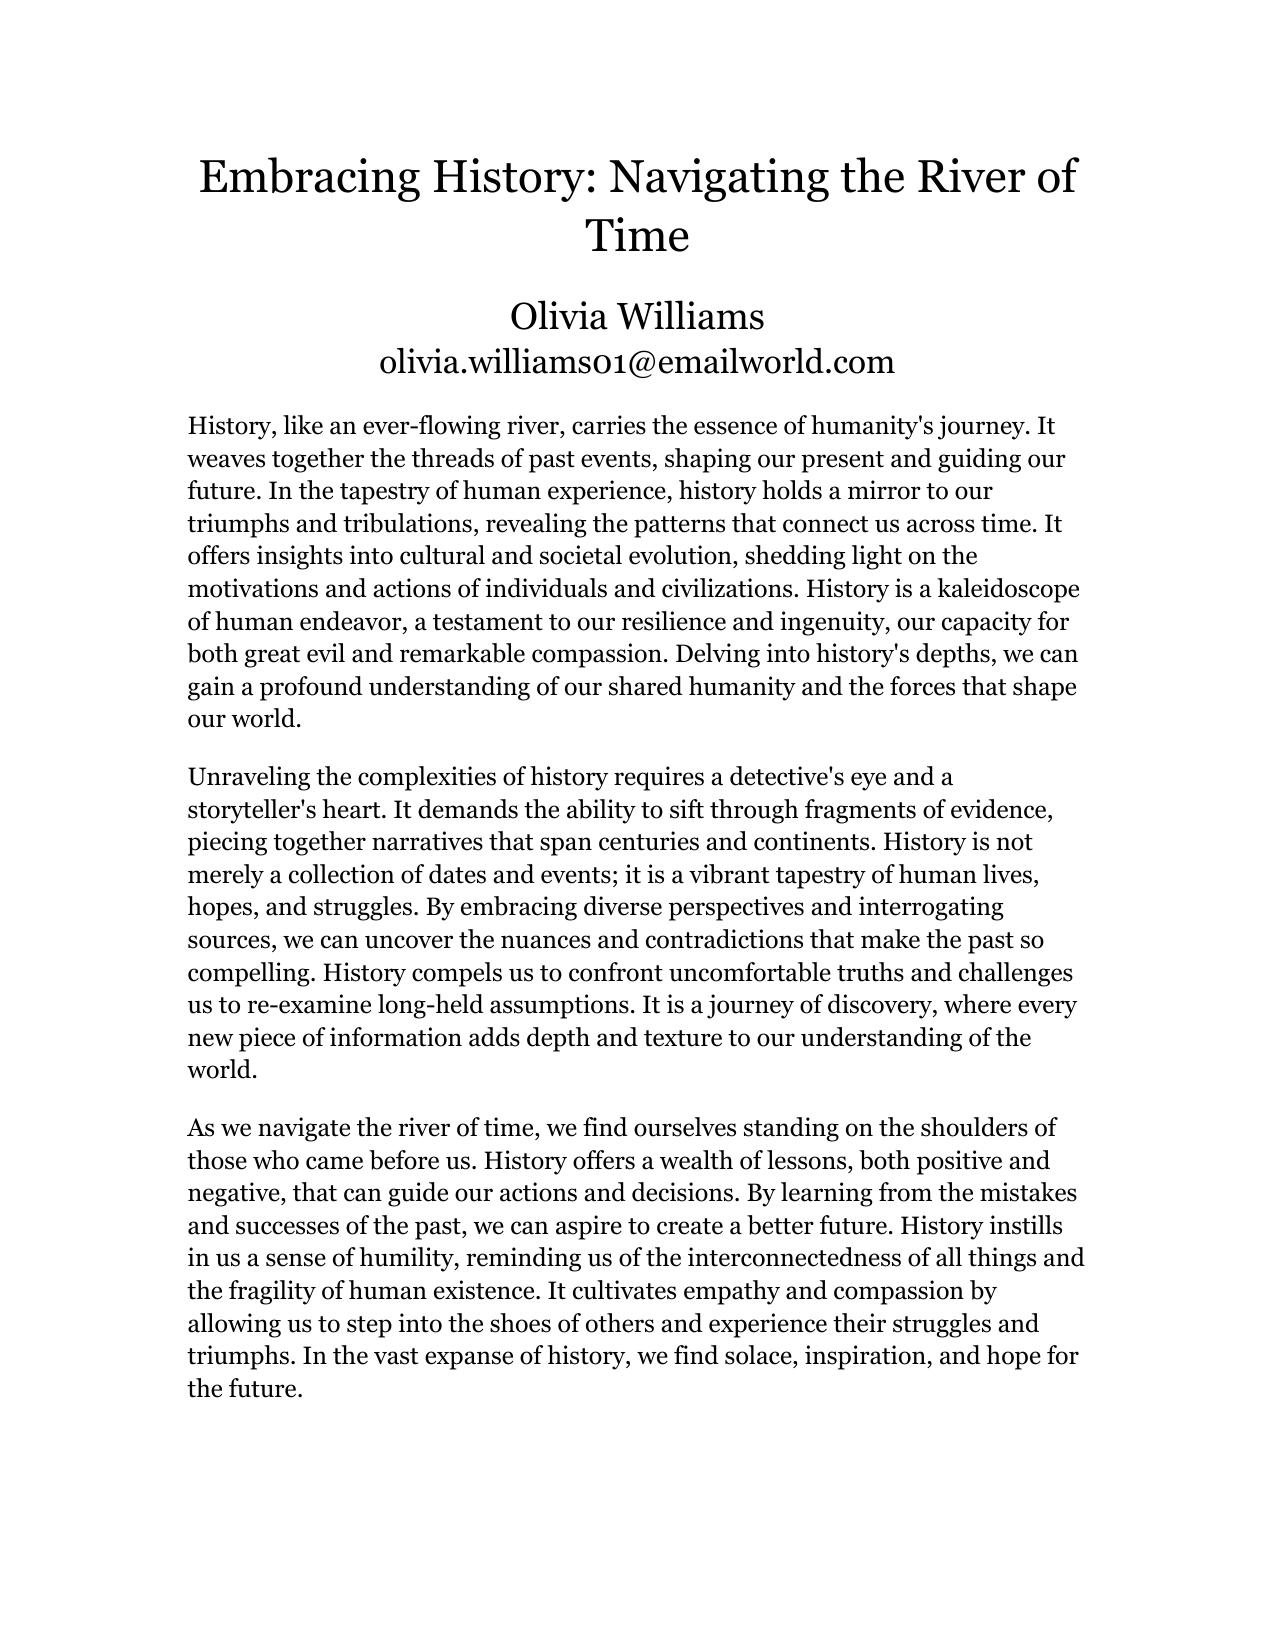 Embracing History: Navigating the River of
Time
Olivia Williams
olivia.williams01@emailworld.com
History, like an ever-flowing river, carries the essence of humanity's journey. It
weaves together the threads of past events, shaping our present and guiding our
future. In the tapestry of human experience, history holds a mirror to our
triumphs and tribulations, revealing the patterns that connect us across time. It
offers insights into cultural and societal evolution, shedding light on the
motivations and actions of individuals and civilizations. History is a kaleidoscope
of human endeavor, a testament to our resilience and ingenuity, our capacity for
both great evil and remarkable compassion. Delving into history's depths, we can
gain a profound understanding of our shared humanity and the forces that shape
our world.
Unraveling the complexities of history requires a detective's eye and a
storyteller's heart. It demands the ability to sift through fragments of evidence,
piecing together narratives that span centuries and continents. History is not
merely a collection of dates and events; it is a vibrant tapestry of human lives,
hopes, and struggles. By embracing diverse perspectives and interrogating
sources, we can uncover the nuances and contradictions that make the past so
compelling. History compels us to confront uncomfortable truths and challenges
us to re-examine long-held assumptions. It is a journey of discovery, where every
new piece of information adds depth and texture to our understanding of the
world.
As we navigate the river of time, we find ourselves standing on the shoulders of
those who came before us. History offers a wealth of lessons, both positive and
negative, that can guide our actions and decisions. By learning from the mistakes
and successes of the past, we can aspire to create a better future. History instills
in us a sense of humility, reminding us of the interconnectedness of all things and
the fragility of human existence. It cultivates empathy and compassion by
allowing us to step into the shoes of others and experience their struggles and
triumphs. In the vast expanse of history, we find solace, inspiration, and hope for
the future.